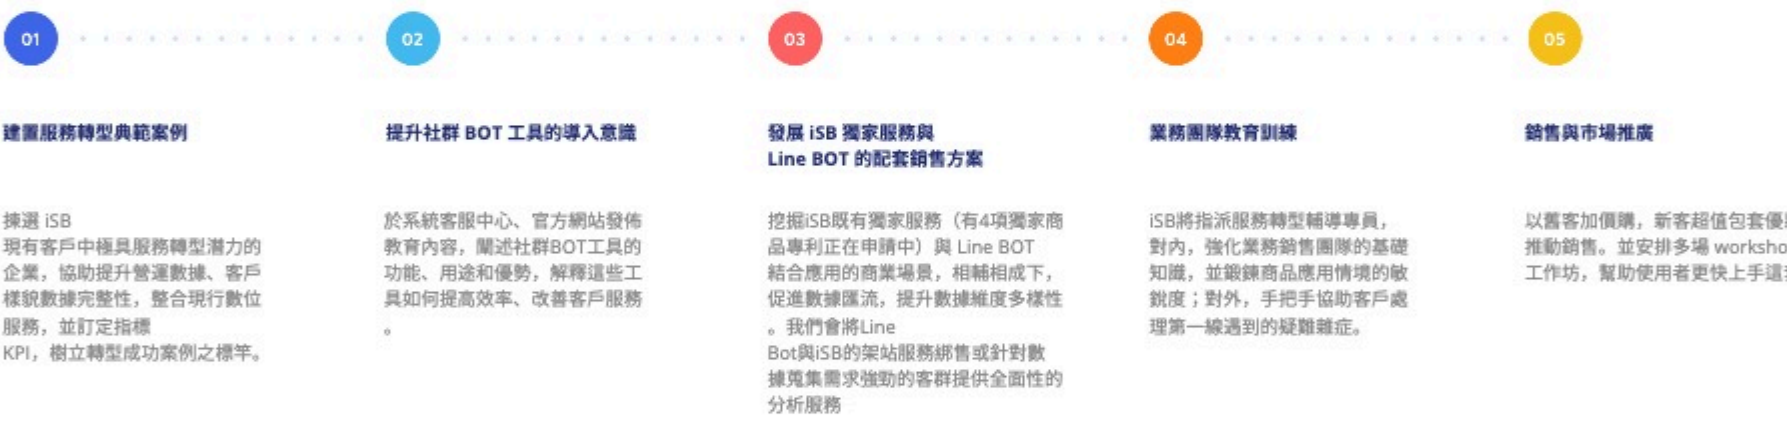 01
02
03
04
05
建置服務轉型典範案例
提升社群 BOT 工具的導入意識
發展 iSB 獨家服務與
Line BOT 的配套銷售方案
業務團隊教育訓練
銷售與市場推廣
揀選 iSB
現有客戶中極具服務轉型潛力的
企業，協助提升營運數據、客戶
樣貌數據完整性，整合現行數位
服務，並訂定指標
KPI，樹立轉型成功案例之標竿。
於系統客服中心、官方網站發佈
教育內容，闡述社群BOT工具的
功能、用途和優勢，解釋這些工
具如何提高效率、改善客戶服務
。
挖掘iSB既有獨家服務（有4項獨家商
品專利正在申請中）與 Line BOT
結合應用的商業場景，相輔相成下，
促進數據匯流，提升數據維度多樣性
。我們會將Line
Bot與iSB的架站服務綁售或針對數
據蒐集需求強勁的客群提供全面性的
分析服務
iSB將指派服務轉型輔導專員，
對內，強化業務銷售團隊的基礎
知識，並鍛鍊商品應用情境的敏
銳度；對外，手把手協助客戶處
理第一線遇到的疑難雜症。
以舊客加價購，新客超值包套優
推動銷售。並安排多場 worksho
工作坊，幫助使用者更快上手這